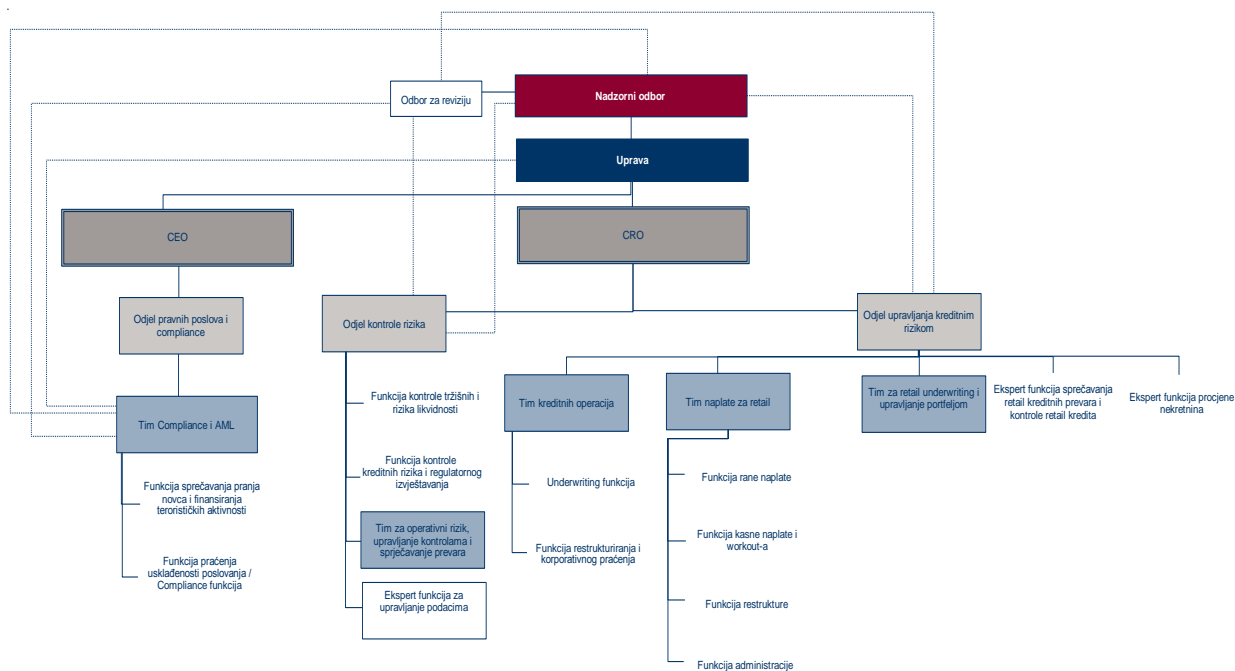 .
Odbor za reviziju
Nadzorni odbor
Uprava
CEO
CRO
Odjel pravnih poslova i
compliance
Odjel kontrole rizika
Odjel upravljanja kreditnim
rizikom
Tim Compliance i AML
Funkcija sprečavanja pranja
novca i finansiranja
terorističkih aktivnosti
Funkcija praćenja
usklađenosti poslovanja /
Compliance funkcija
Funkcija kontrole tržišnih i
rizika likvidnosti
Funkcija kontrole
kreditnih rizika i regulatornog
izvještavanja
Tim za operativni rizik,
upravljanje kontrolama i
sprječavanje prevara
Ekspert funkcija za
upravljanje podacima
Tim kreditnih operacija
Underwriting funkcija
Funkcija restrukturiranja i
korporativnog praćenja
Tim naplate za retail
Funkcija rane naplate
Funkcija kasne naplate i
workout-a
Funkcija restrukture
Funkcija administracije
Tim za retail underwriting i
upravljanje portfeljom
Ekspert funkcija sprečavanja
retail kreditnih prevara i
kontrole retail kredita
Ekspert funkcija procjene
nekretnina